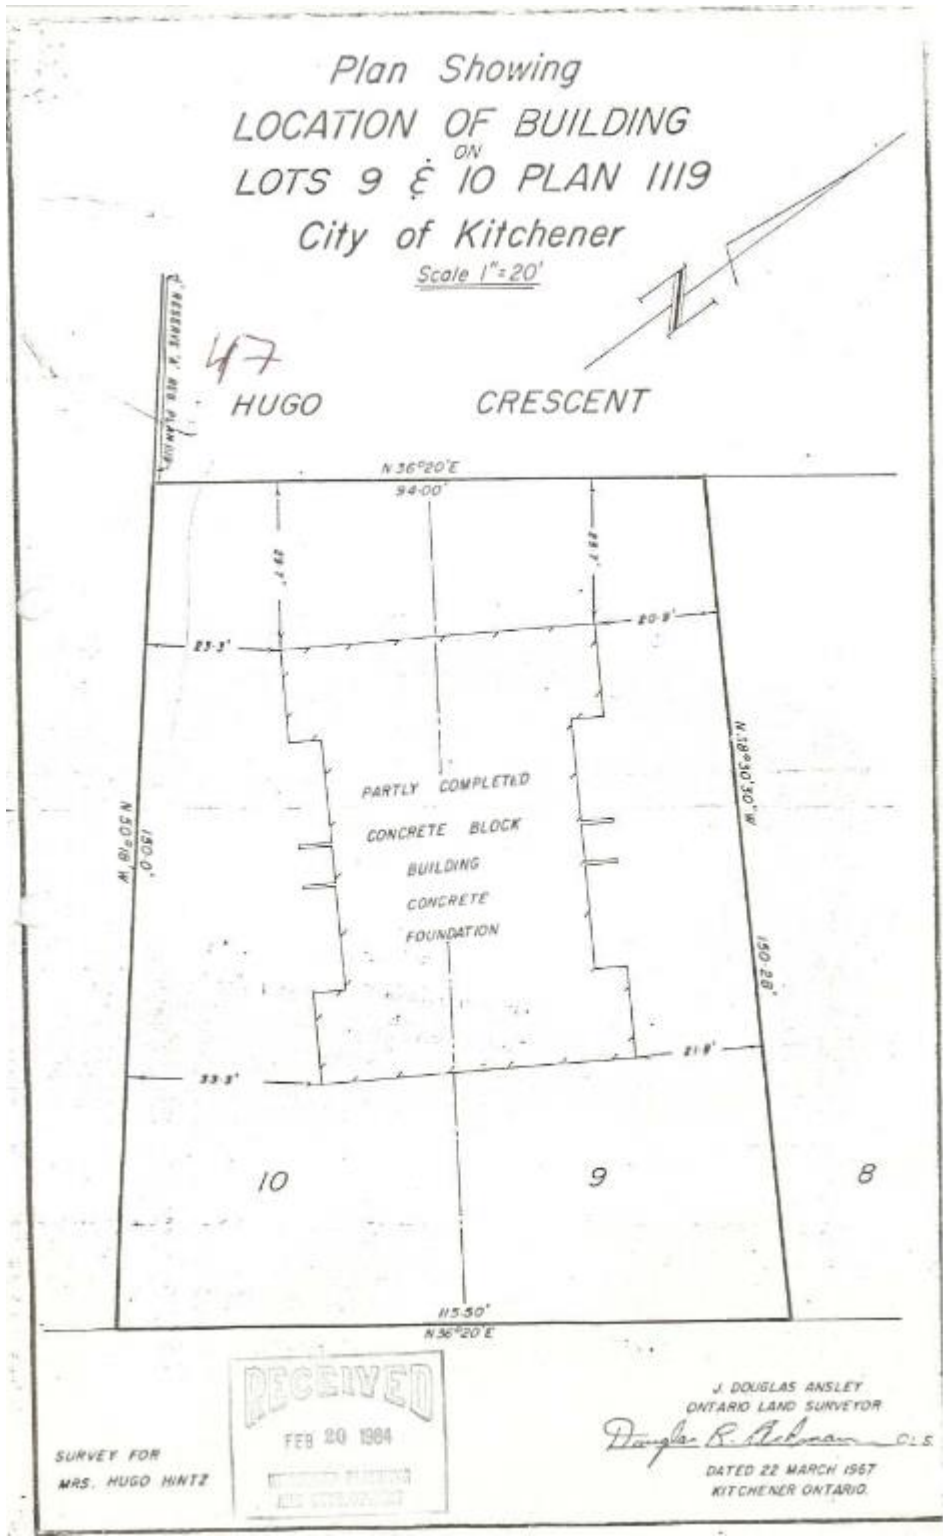 Plan Showing
LOCATION OF BUILDING
ON
LOTS 9 & 10 PLAN 1119
City of Kitchener
Scale 1"=20'
47
HUGO CRESCENT
N 36°20'E
94·00'
23·3'
20·9'
N 50°18'W
150·0'
150·28'
PARTLY COMPLETED
CONCRETE BLOCK
BUILDING
CONCRETE
FOUNDATION
33·3'
21·9'
10 9 8
115·50'
N 36°20'E
RECEIVED
FEB 20 1984
SURVEY FOR
MRS. HUGO HINTZ
J. DOUGLAS ANSLEY
ONTARIO LAND SURVEYOR
O.L.S.
DATED 22 MARCH 1967
KITCHENER ONTARIO.